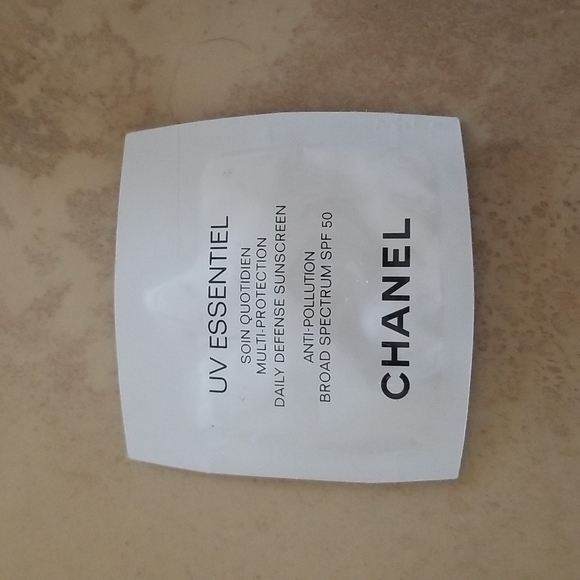 UV ESSENTIEL
SOIN QUOTIDIEN
MULTI-PROTECTION
DAILY DEFENSE SUNSCREEN
ANTI-POLLUTION
BROAD SPECTRUM SPF 50
CHANEL